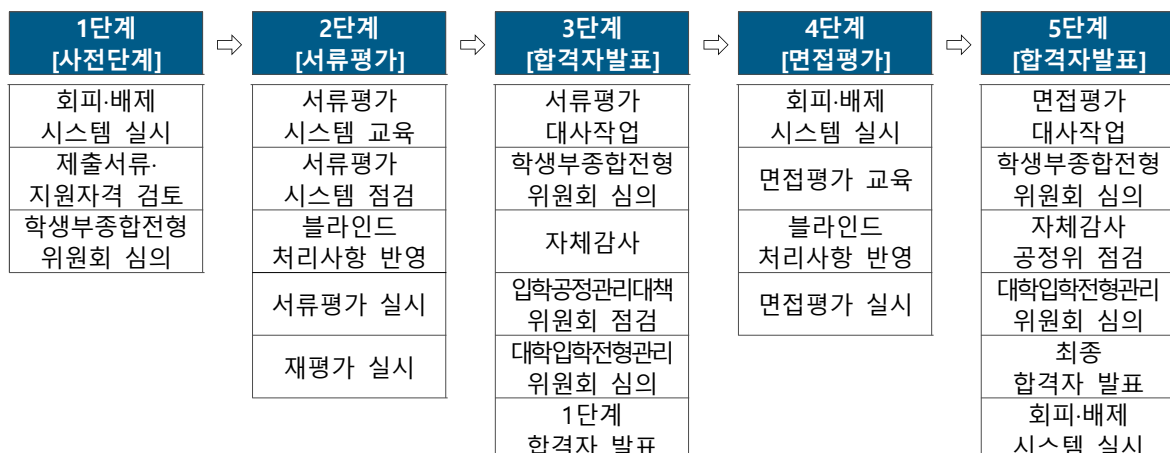 1단계
[사전단계]
회피·배제
시스템 실시
제출서류·
지원자격 검토
학생부종합전형
위원회 심의
⇨
2단계
[서류평가]
서류평가
시스템 교육
서류평가
시스템 점검
블라인드
처리사항 반영
서류평가 실시
재평가 실시
⇨
3단계
[합격자발표]
서류평가
대사작업
학생부종합전형
위원회 심의
자체감사
입학공정관리대책
위원회 점검
대학입학전형관리
위원회 심의
1단계
합격자 발표
⇨
4단계
[면접평가]
회피·배제
시스템 실시
면접평가 교육
블라인드
처리사항 반영
면접평가 실시
⇨
5단계
[합격자발표]
면접평가
대사작업
학생부종합전형
위원회 심의
자체감사
공정위 점검
대학입학전형관리
위원회 심의
최종
합격자 발표
회피·배제
시스템 실시